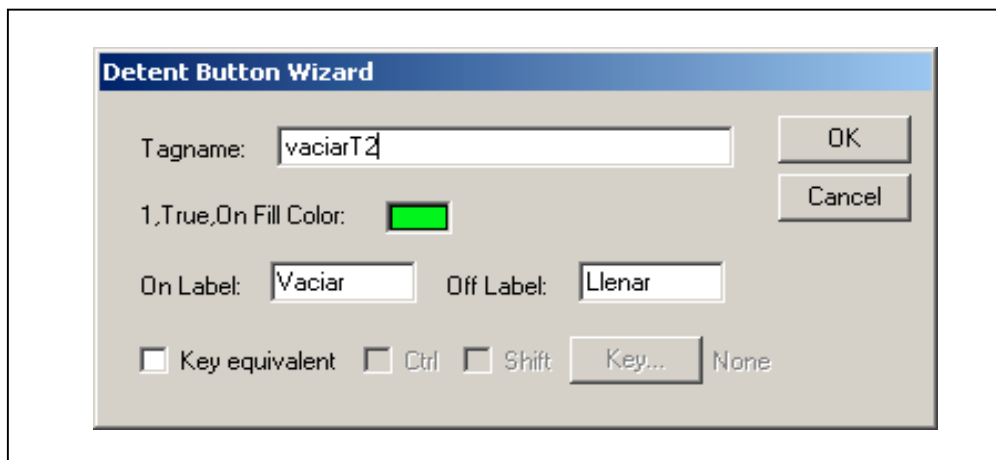 Detent Button Wizard
Tagname: vaciarT2 OK
1,True,On Fill Color: Cancel
On Label: Vaciar Off Label: Llenar
Key equivalent Ctrl Shift Key... None